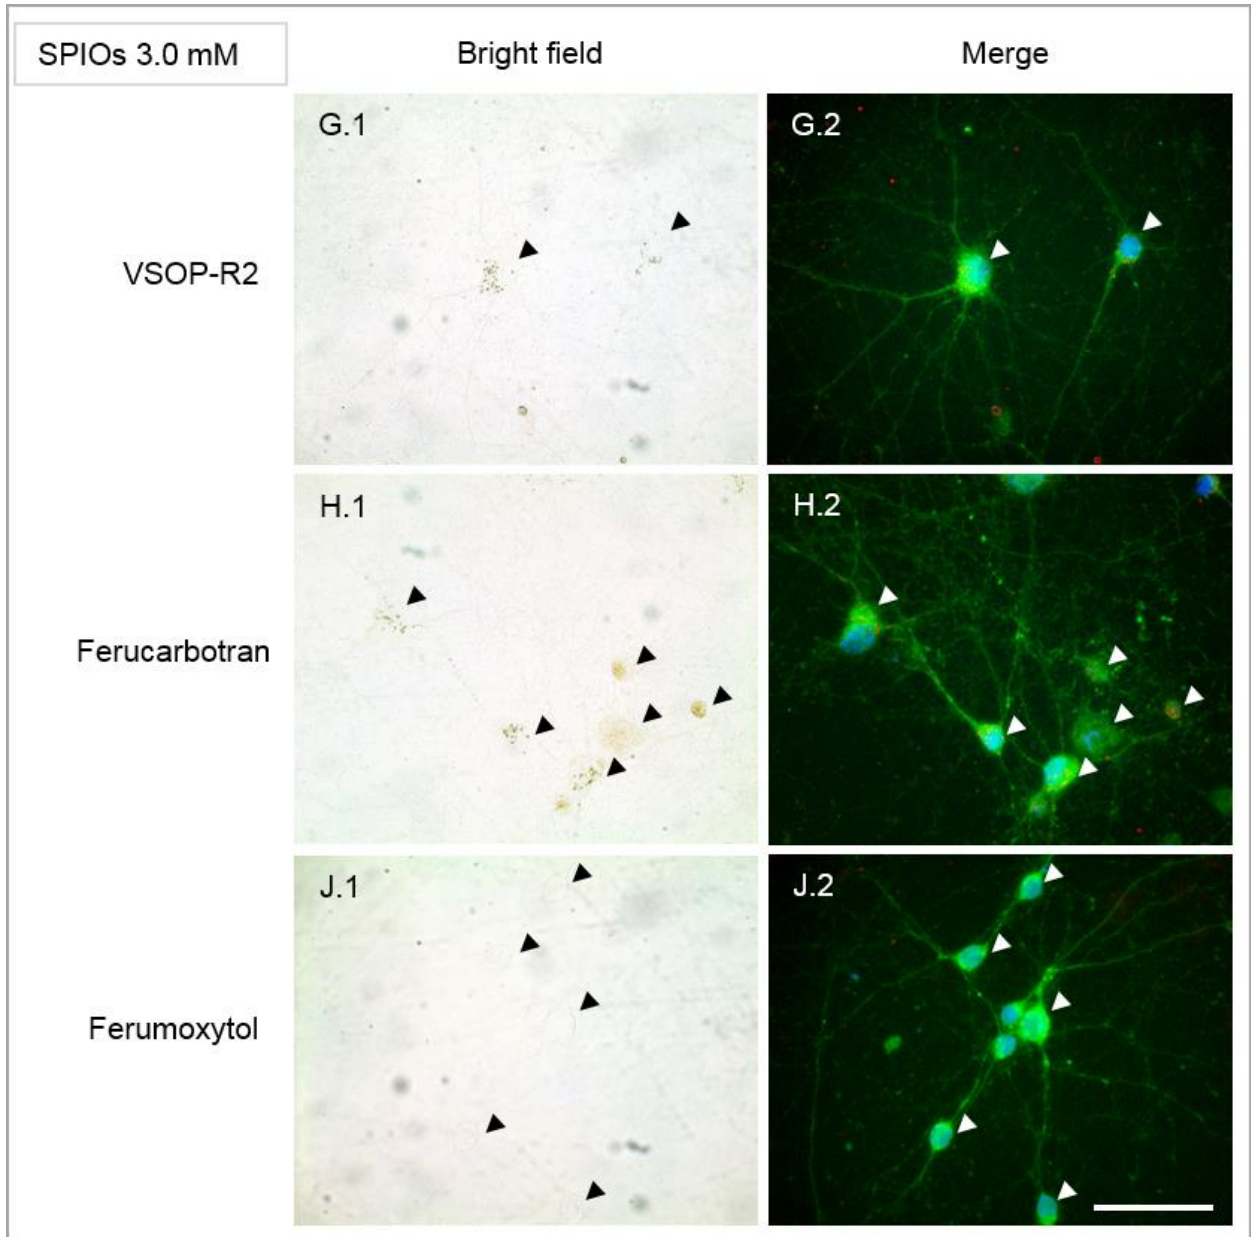 SPIOs 3.0 mM
Bright field
Merge
VSOP-R2
G.1
G.2
Ferucarbotran
H.1
H.2
Ferumoxytol
J.1
J.2